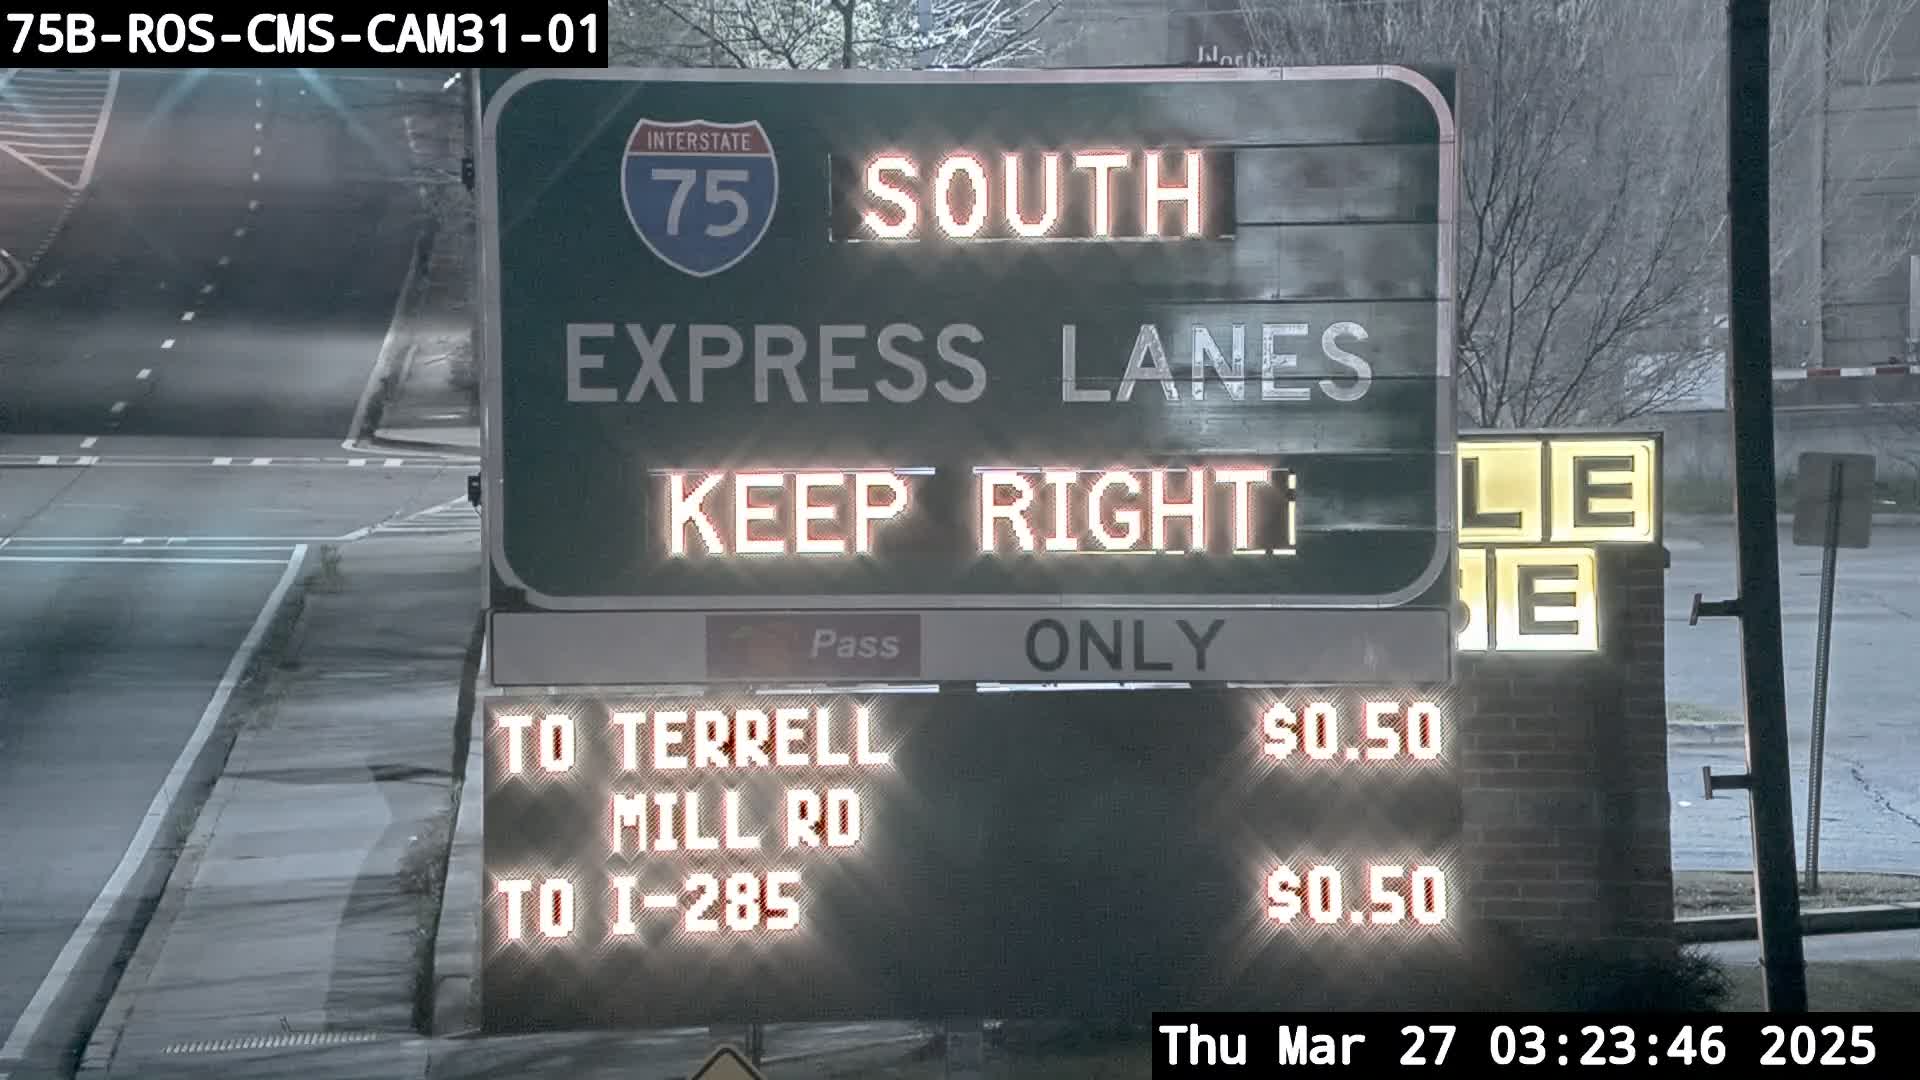 75B-ROS-CMS-CAM31-01
INTERSTATE
75
SOUTH
EXPRESS LANES
KEEP RIGHT
Pass ONLY
TO TERRELL $0.50
MILL RD
TO I-285 $0.50
LE
E
Thu Mar 27 03:23:46 2025